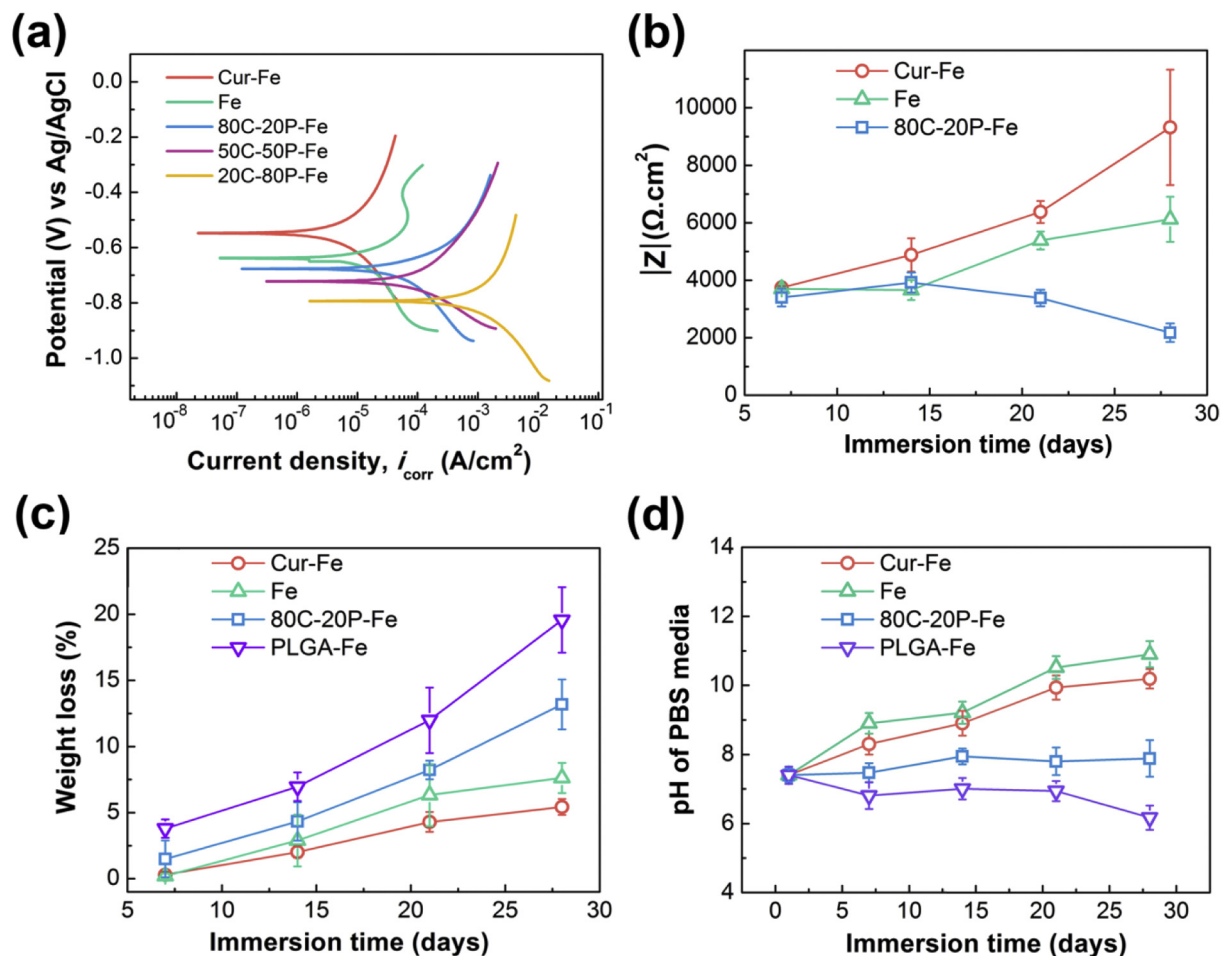 (a)
0.0
-0.2
-0.4
-0.6
-0.8
-1.0
Potential (V) vs Ag/AgCl
Cur-Fe
Fe
80C-20P-Fe
50C-50P-Fe
20C-80P-Fe
10⁻⁸ 10⁻⁷ 10⁻⁶ 10⁻⁵ 10⁻⁴ 10⁻³ 10⁻² 10⁻¹
Current density, i_corr (A/cm²)
(b)
10000
8000
6000
4000
2000
0
|Z|(Ω.cm²)
Cur-Fe
Fe
80C-20P-Fe
5 10 15 20 25 30
Immersion time (days)
(c)
25
20
15
10
5
0
Weight loss (%)
Cur-Fe
Fe
80C-20P-Fe
PLGA-Fe
5 10 15 20 25 30
Immersion time (days)
(d)
14
12
10
8
6
4
pH of PBS media
Cur-Fe
Fe
80C-20P-Fe
PLGA-Fe
0 5 10 15 20 25 30
Immersion time (days)